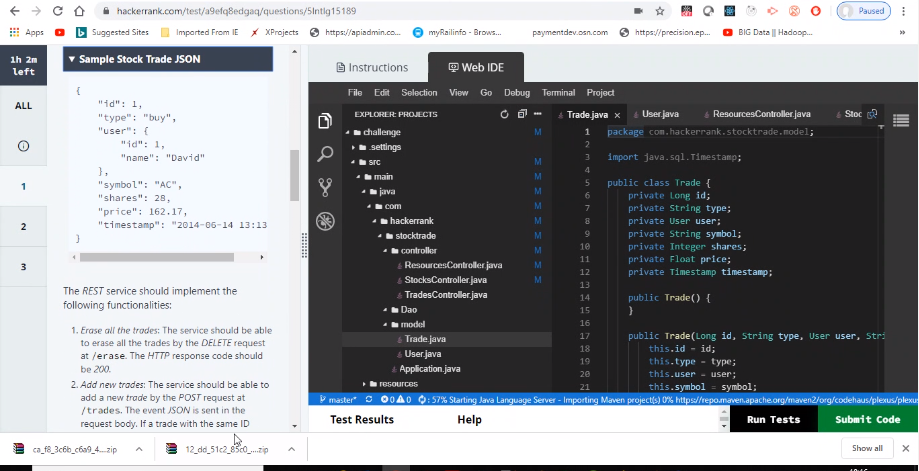 hackerrank.com/test/a9efq8edgaq/questions/5lntlg15189
Paused
Apps
Suggested Sites
Imported From IE
XProjects
https://apiadmin.co...
myRailinfo - Brows...
paymentdev.osn.com
https://precision.ep...
BIG Data || Hadoop...
1h 2m
left
ALL
1
2
3
Sample Stock Trade JSON
{
"id": 1,
"type": "buy",
"user": {
"id": 1,
"name": "David"
},
"symbol": "AC",
"shares": 28,
"price": 162.17,
"timestamp": "2014-06-14 13:13
}
The REST service should implement the
following functionalities:
1. Erase all the trades: The service should be able
to erase all the trades by the DELETE request
at /erase. The HTTP response code should
be 200.
2. Add new trades: The service should be able to
add a new trade by the POST request at
/trades. The event JSON is sent in the
request body. If a trade with the same ID
Instructions
Web IDE
File Edit Selection View Go Debug Terminal Project
EXPLORER: PROJECTS
challenge M
.settings
src M
main M
java M
com M
hackerrank M
stocktrade M
controller M
ResourcesController.java M
StocksController.java M
TradesController.java
Dao
model
Trade.java
User.java
Application.java
resources
Trade.java
User.java
ResourcesController.java
Stoc
1 package com.hackerrank.stocktrade.model;
2
3 import java.sql.Timestamp;
4
5 public class Trade {
6 private Long id;
7 private String type;
8 private User user;
9 private String symbol;
10 private Integer shares;
11 private Float price;
12 private Timestamp timestamp;
13
14 public Trade() {
15 }
16
17 public Trade(Long id, String type, User user, Stri
18 this.id = id;
19 this.type = type;
20 this.user = user;
21 this.symbol = symbol;
master* 0 0 57% Starting Java Server - Importing Maven project(s) 0% https://repo.maven.apache.org/maven2/org/codehaus/plexus/plexus
Test Results
Help
Run Tests
Submit Code
ca_f8_3c6b_c6a9_4....zip
12_dd_51c2_85c0_....zip
Show all